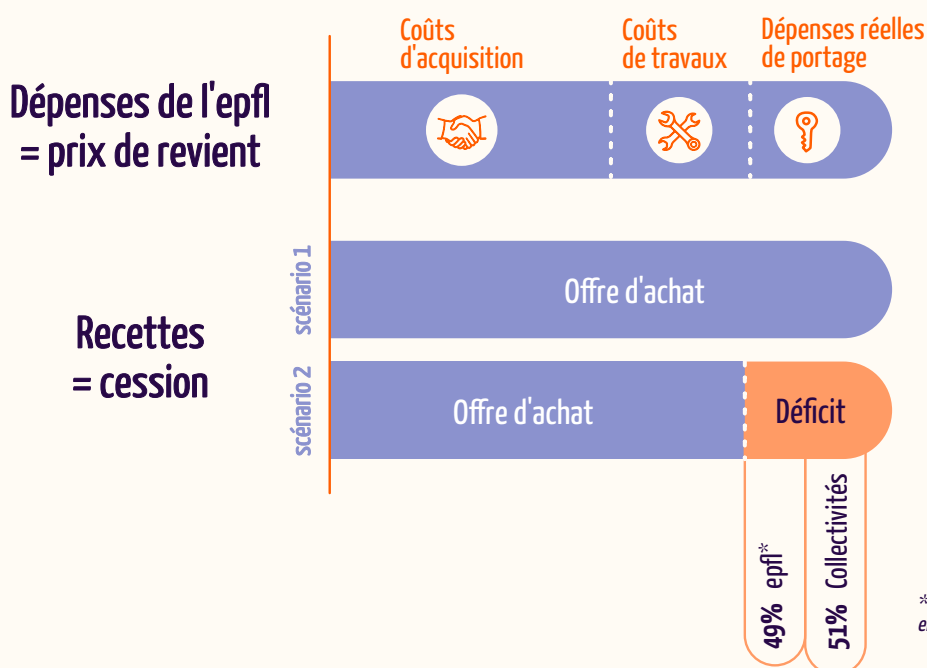 Coûts
d'acquisition
Coûts
de travaux
Dépenses réelles
de portage
Dépenses de l'epfl
= prix de revient
scénario 1
Offre d'achat
Recettes
= cession
scénario 2
Offre d'achat
Déficit
49% epfl*
51% Collectivités
*